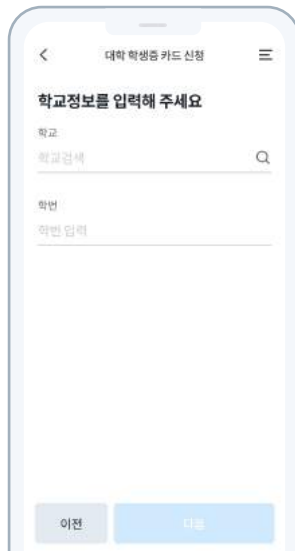 대학 학생증 카드 신청
학교정보를 입력해 주세요
학교
학교검색
학번
학번 입력
이전
다음